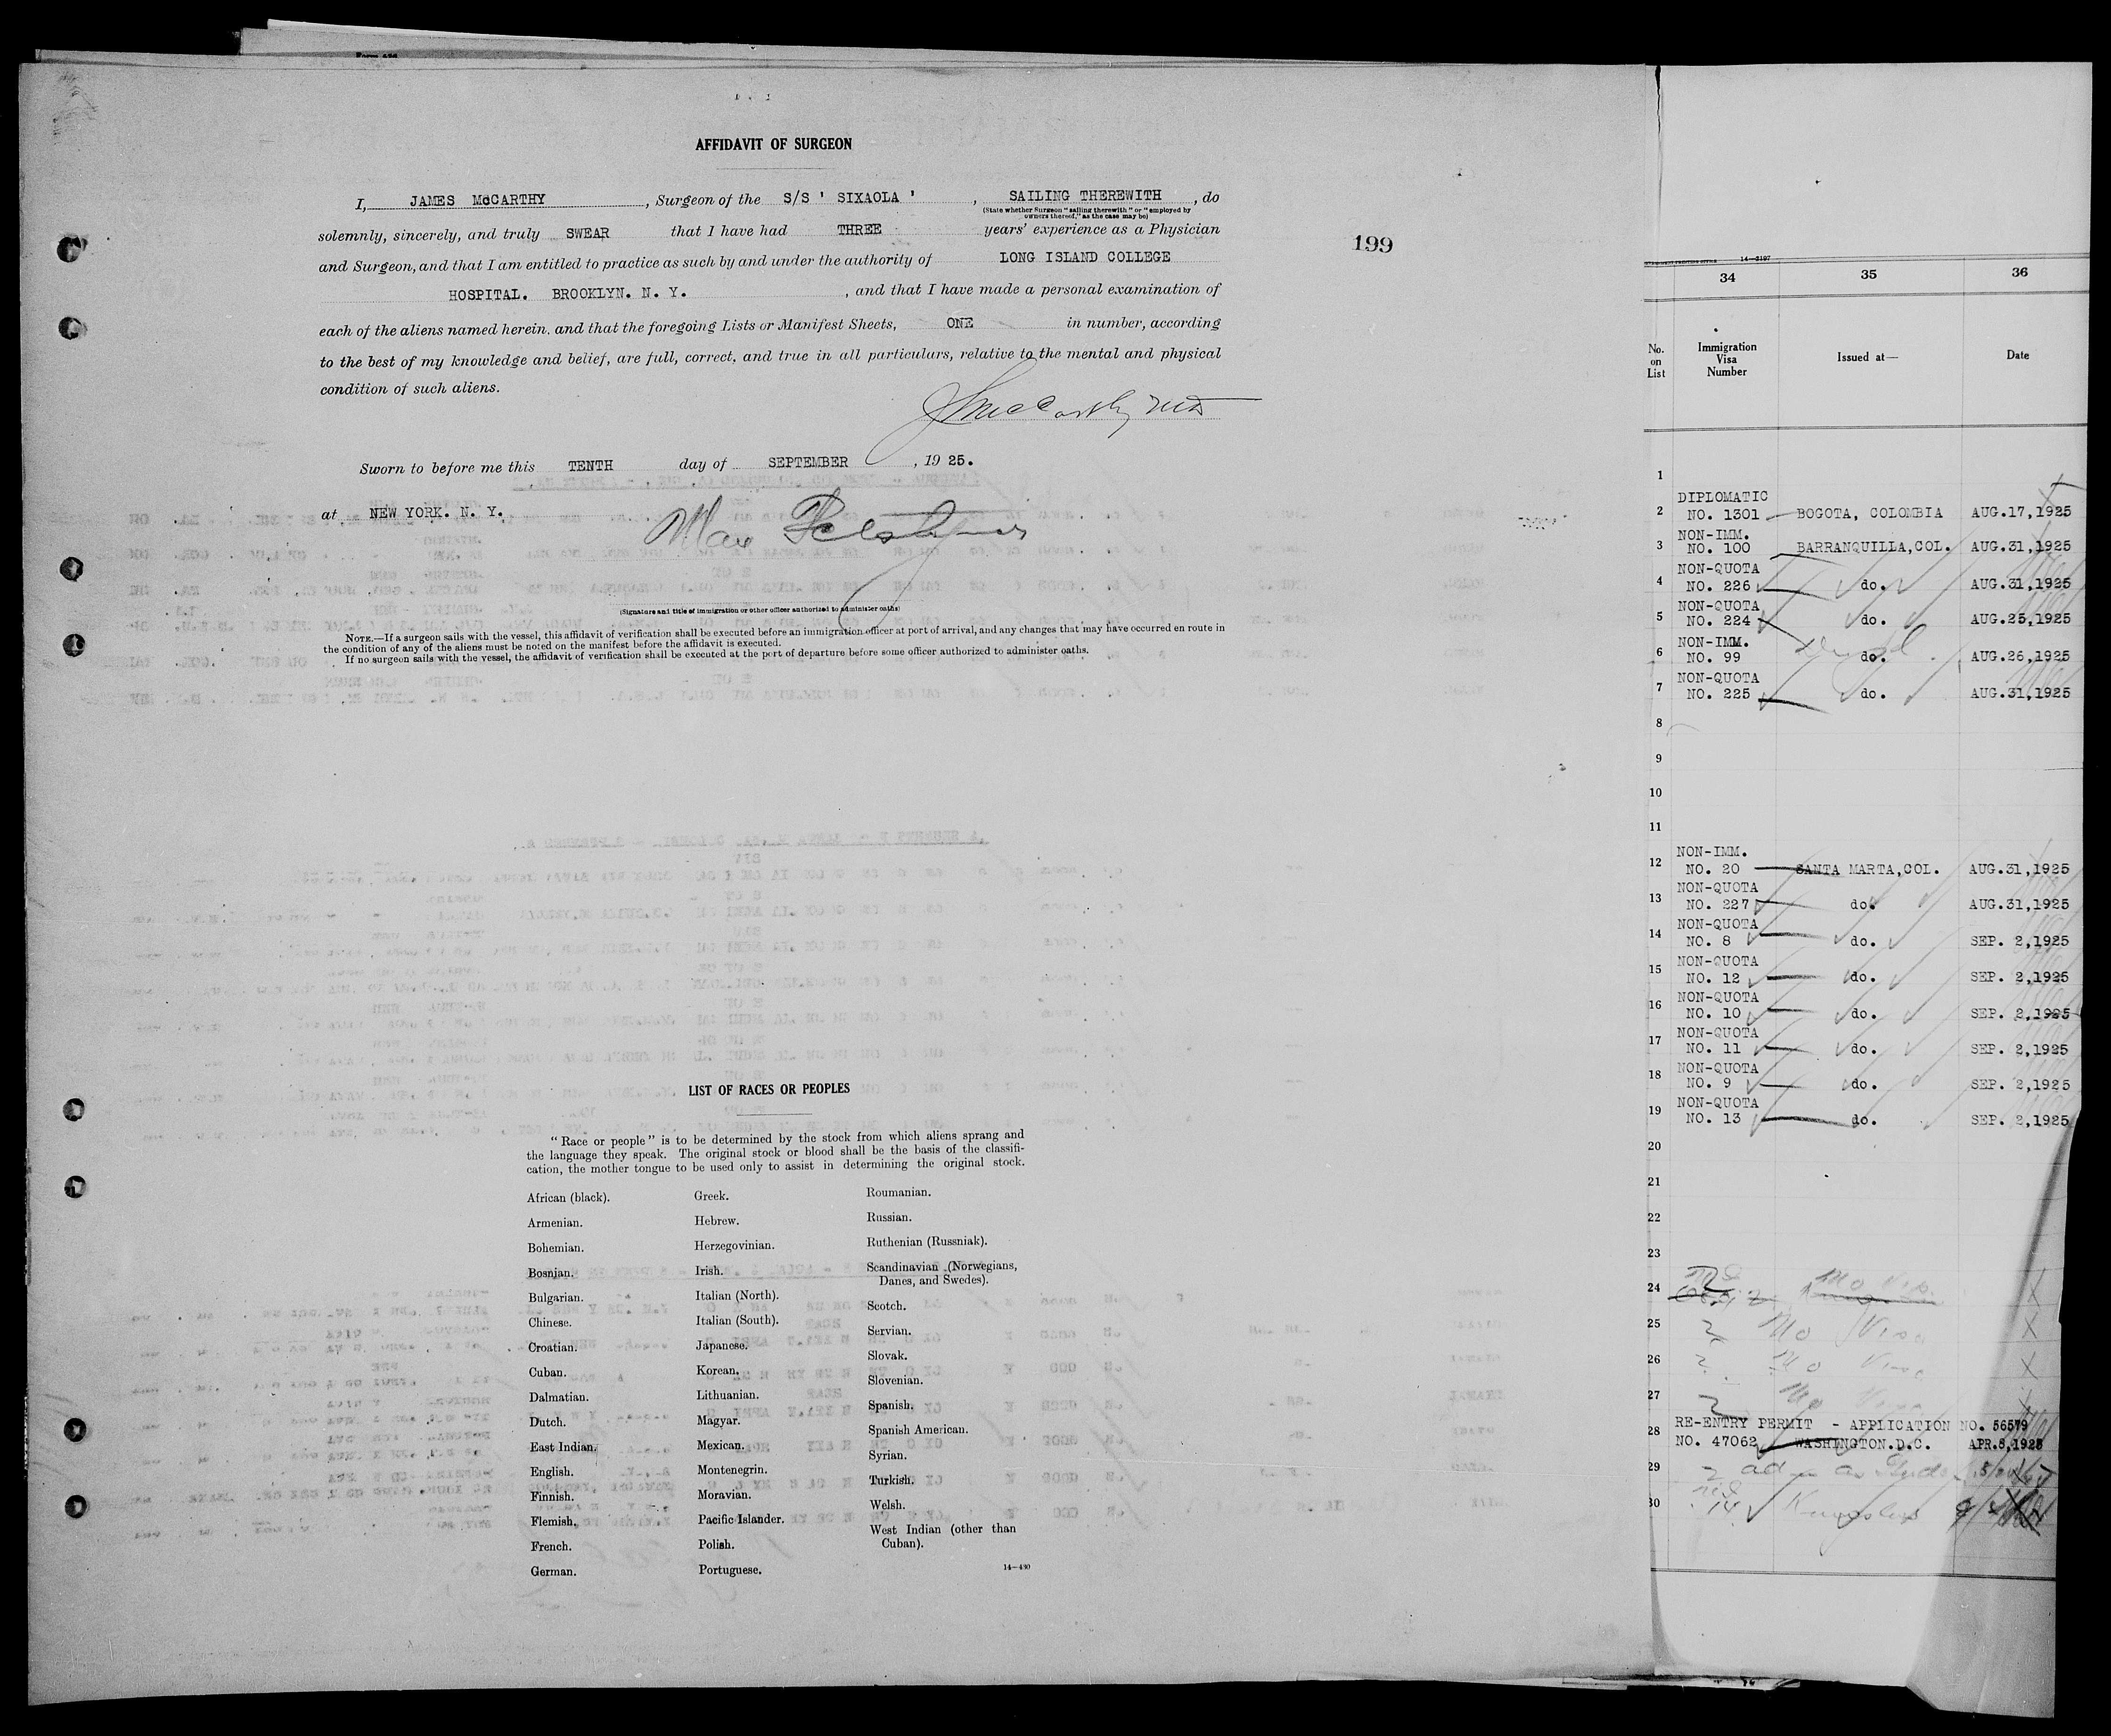 AFFIDAVIT OF SURGEON
I, JAMES McCARTHY, Surgeon of the S/S ' SIXAOLA ', SAILING THEREWITH, do
(State whether Surgeon "sailing therewith" or "employed by
owners thereof," as the case may be)
solemnly, sincerely, and truly SWEAR that I have had THREE years' experience as a Physician
and Surgeon, and that I am entitled to practice as such by and under the authority of LONG ISLAND COLLEGE
HOSPITAL. BROOKLYN. N. Y., and that I have made a personal examination of
each of the aliens named herein, and that the foregoing Lists or Manifest Sheets, ONE in number, according
to the best of my knowledge and belief, are full, correct, and true in all particulars, relative to the mental and physical
condition of such aliens.
J McCarthy MD
Sworn to before me this TENTH day of SEPTEMBER, 1925.
at NEW YORK. N. Y.
Max
(Signature and title of immigration or other officer authorized to administer oaths)
NOTE.—If a surgeon sails with the vessel, this affidavit of verification shall be executed before an immigration officer at port of arrival, and any changes that may have occurred en route in
the condition of any of the aliens must be noted on the manifest before the affidavit is executed.
If no surgeon sails with the vessel, the affidavit of verification shall be executed at the port of departure before some officer authorized to administer oaths.
199
LIST OF RACES OR PEOPLES
"Race or people" is to be determined by the stock from which aliens sprang and
the language they speak. The original stock or blood shall be the basis of the classifi-
cation, the mother tongue to be used only to assist in determining the original stock.
African (black).
Armenian.
Bohemian.
Bosnian.
Bulgarian.
Chinese.
Croatian.
Cuban.
Dalmatian.
Dutch.
East Indian.
English.
Finnish.
Flemish.
French.
German.
Greek.
Hebrew.
Herzegovinian.
Irish.
Italian (North).
Italian (South).
Japanese.
Korean.
Lithuanian.
Magyar.
Mexican.
Montenegrin.
Moravian.
Pacific Islander.
Polish.
Portuguese.
Roumanian.
Russian.
Ruthenian (Russniak).
Scandinavian (Norwegians,
Danes, and Swedes).
Scotch.
Servian.
Slovak.
Slovenian.
Spanish.
Spanish American.
Syrian.
Turkish.
Welsh.
West Indian (other than
Cuban).
14—430
14—3197
34 35 36
No. on List Immigration Visa Number Issued at— Date
1
DIPLOMATIC
2 NO. 1301 BOGOTA, COLOMBIA AUG.17,1925
NON-IMM.
3 NO. 100 BARRANQUILLA,COL. AUG.31,1925
NON-QUOTA
4 NO. 226 do. AUG.31,1925
NON-QUOTA
5 NO. 224 do. AUG.25,1925
NON-IMM.
6 NO. 99 do. AUG.26,1925
NON-QUOTA
7 NO. 225 do. AUG.31,1925
8
9
10
11
NON-IMM.
12 NO. 20 SANTA MARTA,COL. AUG.31,1925
NON-QUOTA
13 NO. 227 do. AUG.31,1925
NON-QUOTA
14 NO. 8 do. SEP. 2,1925
NON-QUOTA
15 NO. 12 do. SEP. 2,1925
NON-QUOTA
16 NO. 10 do. SEP. 2,1925
NON-QUOTA
17 NO. 11 do. SEP. 2,1925
NON-QUOTA
18 NO. 9 do. SEP. 2,1925
NON-QUOTA
19 NO. 13 do. SEP. 2,1925
20
21
22
23
24 No Visa
25 No Visa
26 No Visa
27 No Visa
RE-ENTRY PERMIT - APPLICATION NO. 56579
28 NO. 47062 WASHINGTON.D.C. APR.8,1925
29
30 14 Kingston